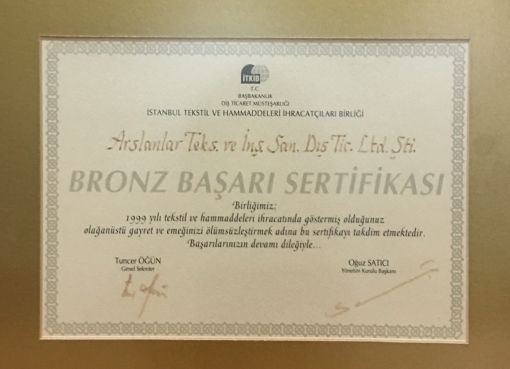 İTKİB
T.C.
BAŞBAKANLIK
DIŞ TİCARET MÜSTEŞARLIĞI
İSTANBUL TEKSTİL VE HAMMADDELERİ İHRACATÇILARI BİRLİĞİ
Arslanlar Teks. ve İnş. San. Dış Tic. Ltd. Şti.
BRONZ BAŞARI SERTİFİKASI
Birliğimiz;
1999 yılı tekstil ve hammaddeleri ihracatında göstermiş olduğunuz
olağanüstü gayret ve emeğinizi ölümsüzleştirmek adına bu sertifikayı takdim etmektedir.
Başarılarınızın devamı dileğiyle...
Tuncer ÖĞÜN
Genel Sekreter
Oğuz SATICI
Yönetim Kurulu Başkanı